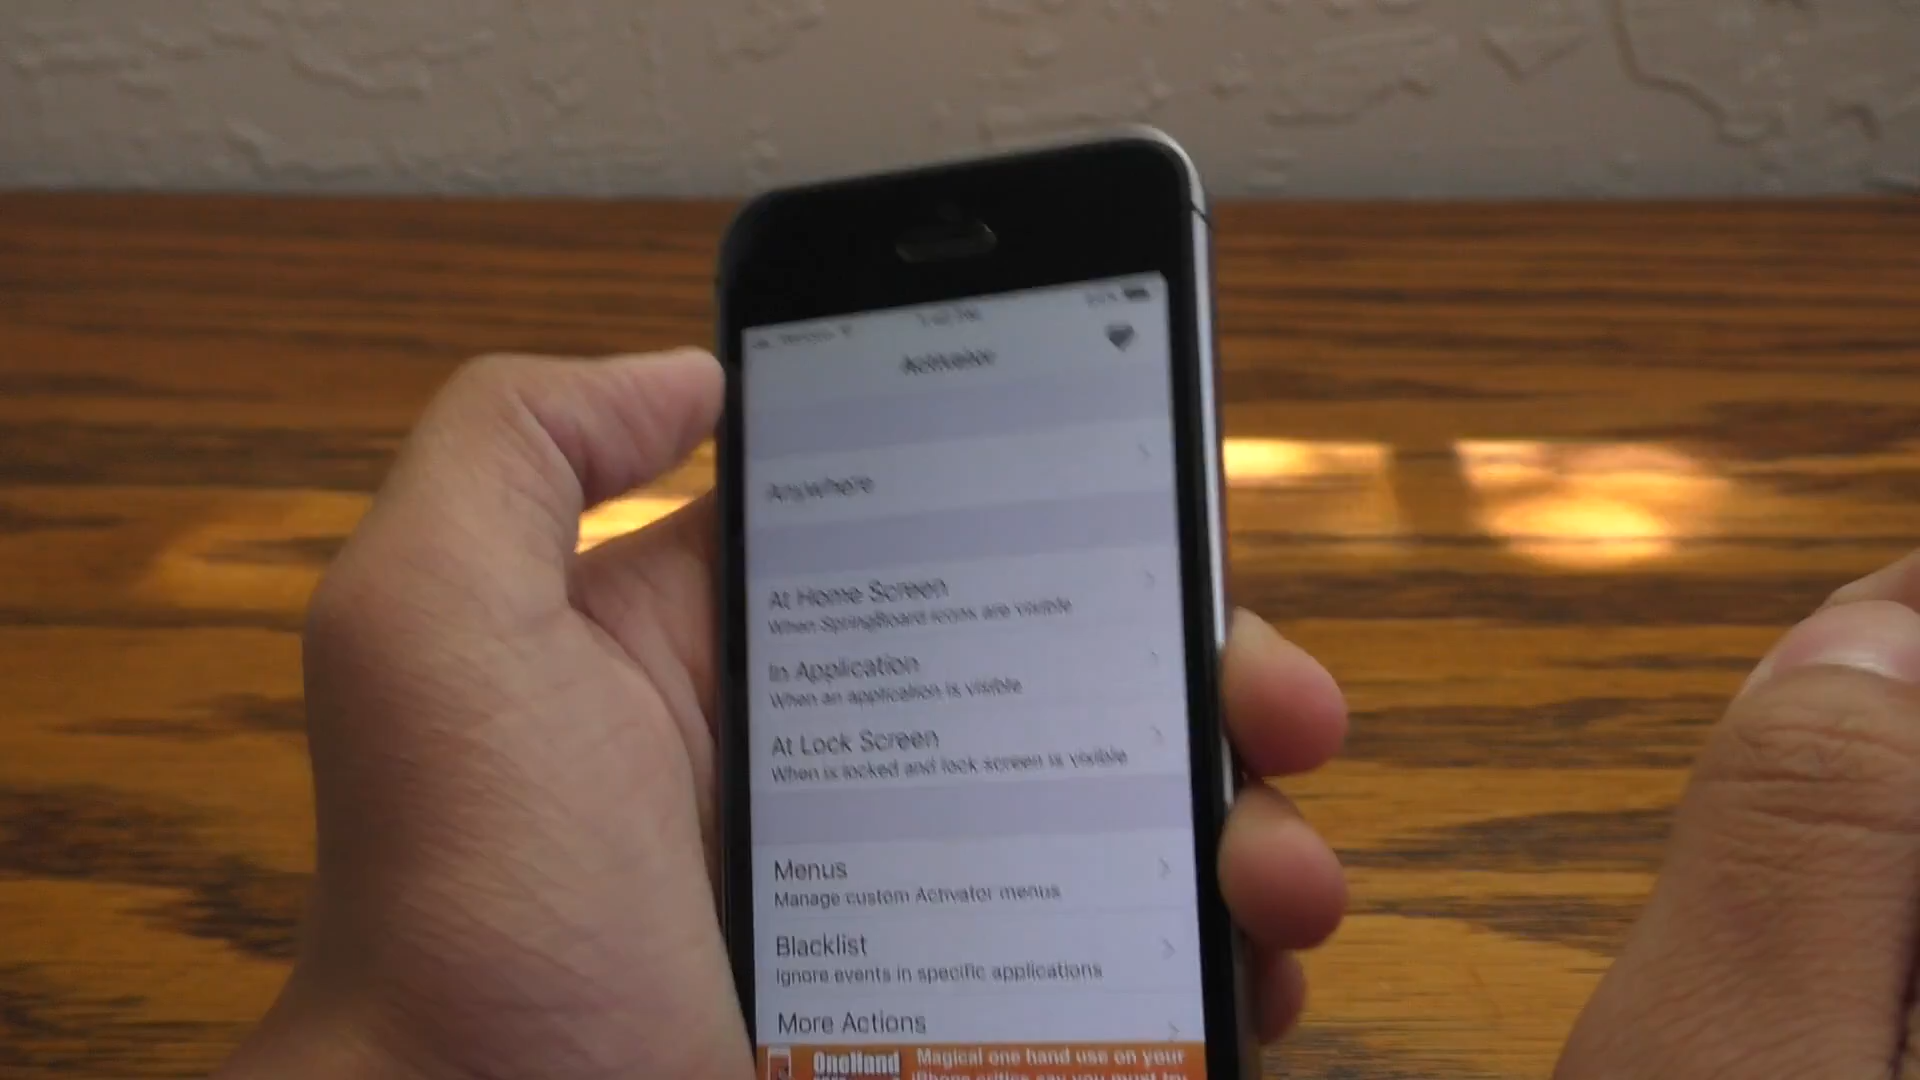 Activator
Anywhere
At Home Screen
When SpringBoard icons are visible
In Application
When an application is visible
At Lock Screen
When is locked and lock screen is visible
Menus
Manage custom Activator menus
Blacklist
Ignore events in specific applications
More Actions
OneHand
Magical one hand use on your
iPhone critics say you must try